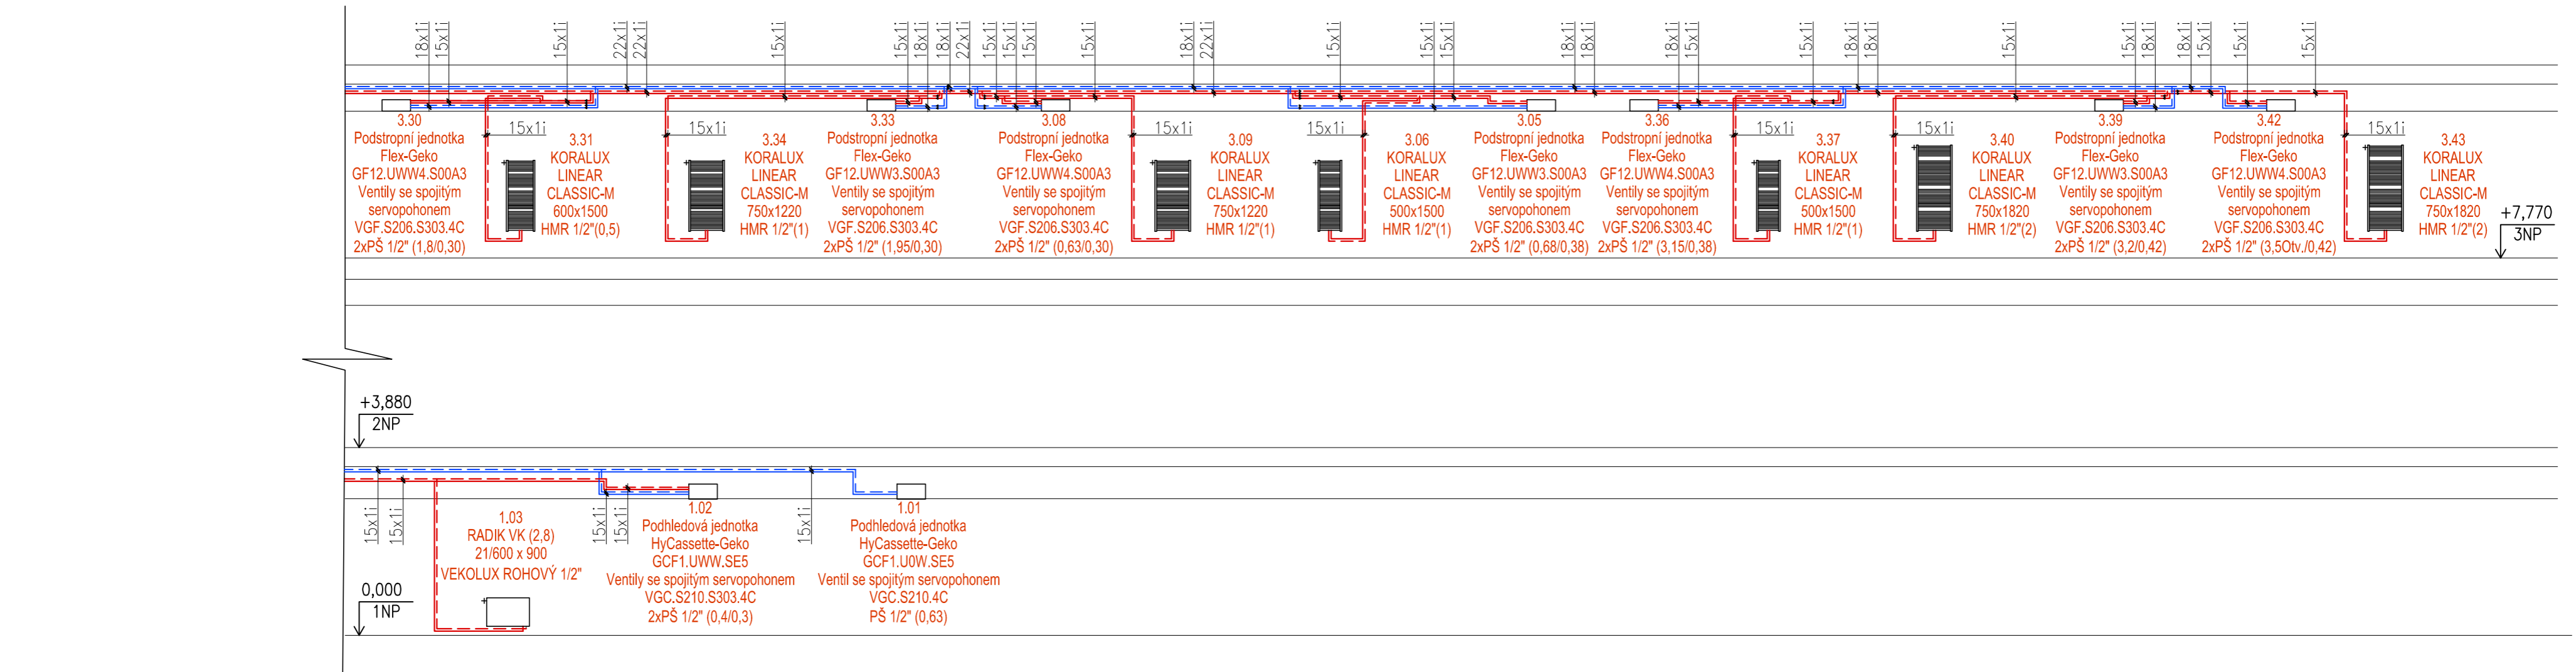 18x1i
15x1i
15x1i
22x1i
22x1i
15x1i
15x1i
18x1i
18x1i
22x1i
15x1i
15x1i
15x1i
15x1i
18x1i
22x1i
15x1i
15x1i
15x1i
18x1i
18x1i
18x1i
15x1i
15x1i
18x1i
18x1i
15x1i
15x1i
18x1i
18x1i
15x1i
15x1i
15x1i
3.30
Podstropní jednotka
Flex-Geko
GF12.UWW4.S00A3
Ventily se spojitým
servopohonem
VGF.S206.S303.4C
2xPŠ 1/2" (1,8/0,30)
15x1i
3.31
KORALUX
LINEAR
CLASSIC-M
600x1500
HMR 1/2"(0,5)
15x1i
3.34
KORALUX
LINEAR
CLASSIC-M
750x1220
HMR 1/2"(1)
3.33
Podstropní jednotka
Flex-Geko
GF12.UWW3.S00A3
Ventily se spojitým
servopohonem
VGF.S206.S303.4C
2xPŠ 1/2" (1,95/0,30)
3.08
Podstropní jednotka
Flex-Geko
GF12.UWW4.S00A3
Ventily se spojitým
servopohonem
VGF.S206.S303.4C
2xPŠ 1/2" (0,63/0,30)
15x1i
3.09
KORALUX
LINEAR
CLASSIC-M
750x1220
HMR 1/2"(1)
15x1i
3.06
KORALUX
LINEAR
CLASSIC-M
500x1500
HMR 1/2"(1)
3.05
Podstropní jednotka
Flex-Geko
GF12.UWW3.S00A3
Ventily se spojitým
servopohonem
VGF.S206.S303.4C
2xPŠ 1/2" (0,68/0,38)
3.36
Podstropní jednotka
Flex-Geko
GF12.UWW4.S00A3
Ventily se spojitým
servopohonem
VGF.S206.S303.4C
2xPŠ 1/2" (3,15/0,38)
15x1i
3.37
KORALUX
LINEAR
CLASSIC-M
500x1500
HMR 1/2"(1)
15x1i
3.40
KORALUX
LINEAR
CLASSIC-M
750x1820
HMR 1/2"(2)
3.39
Podstropní jednotka
Flex-Geko
GF12.UWW3.S00A3
Ventily se spojitým
servopohonem
VGF.S206.S303.4C
2xPŠ 1/2" (3,2/0,42)
3.42
Podstropní jednotka
Flex-Geko
GF12.UWW4.S00A3
Ventily se spojitým
servopohonem
VGF.S206.S303.4C
2xPŠ 1/2" (3,5Otv./0,42)
15x1i
3.43
KORALUX
LINEAR
CLASSIC-M
750x1820
HMR 1/2"(2)
+7,770
3NP
+3,880
2NP
15x1i
15x1i
15x1i
15x1i
15x1i
1.03
RADIK VK (2,8)
21/600 x 900
VEKOLUX ROHOVÝ 1/2"
1.02
Podhledová jednotka
HyCassette-Geko
GCF1.UWW.SE5
Ventily se spojitým servopohonem
VGC.S210.S303.4C
2xPŠ 1/2" (0,4/0,3)
1.01
Podhledová jednotka
HyCassette-Geko
GCF1.U0W.SE5
Ventil se spojitým servopohonem
VGC.S210.4C
PŠ 1/2" (0,63)
0,000
1NP